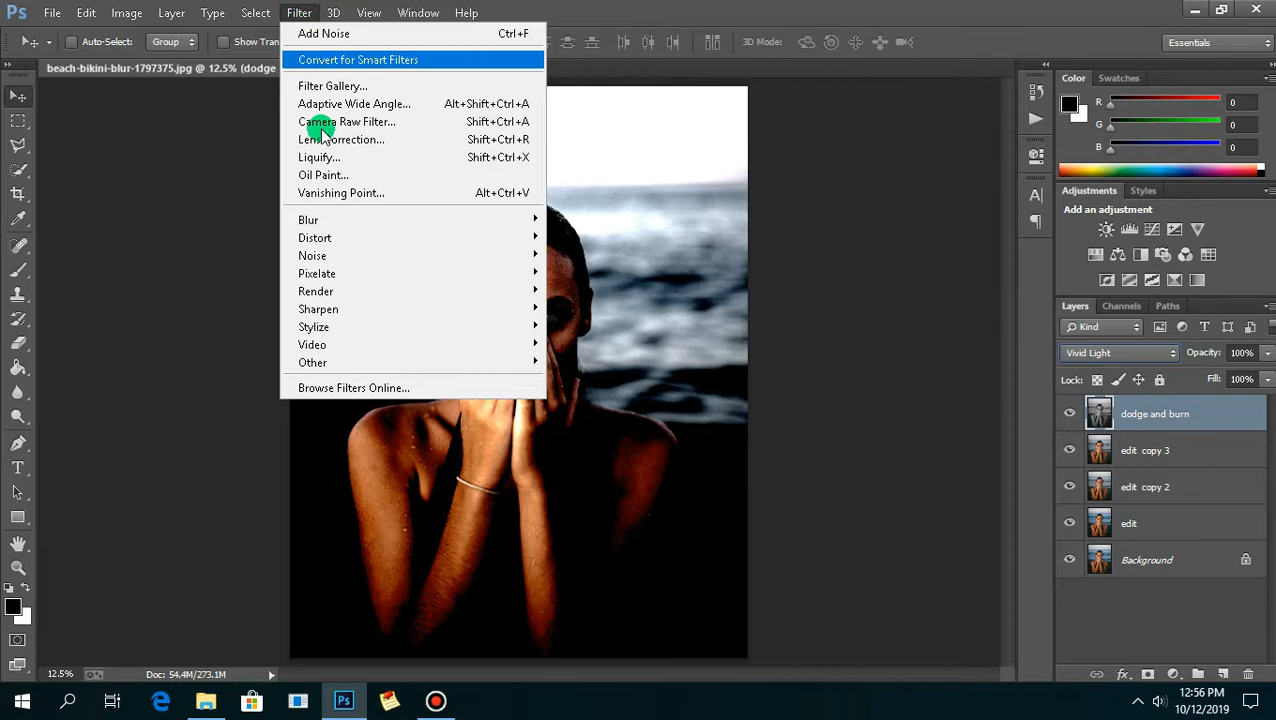 Ps File Edit Image Layer Type Select Filter 3D View Window Help
Auto-Select: Group Show Tran 3D Mode: Essentials
beach-bikini-blur-1797375.jpg @ 12.5% (dodge
Add Noise Ctrl+F
Convert for Smart Filters
Filter Gallery...
Adaptive Wide Angle... Alt+Shift+Ctrl+A
Camera Raw Filter... Shift+Ctrl+A
Lens Correction... Shift+Ctrl+R
Liquify... Shift+Ctrl+X
Oil Paint...
Vanishing Point... Alt+Ctrl+V
Blur
Distort
Noise
Pixelate
Render
Sharpen
Stylize
Video
Other
Browse Filters Online...
Color Swatches
R 0
G 0
B 0
Adjustments Styles
Add an adjustment
Layers Channels Paths
Kind
Vivid Light Opacity: 100%
Lock: Fill: 100%
dodge and burn
edit copy 3
edit copy 2
edit
Background
12.5% Doc: 54.4M/273.1M
12:56 PM
10/12/2019